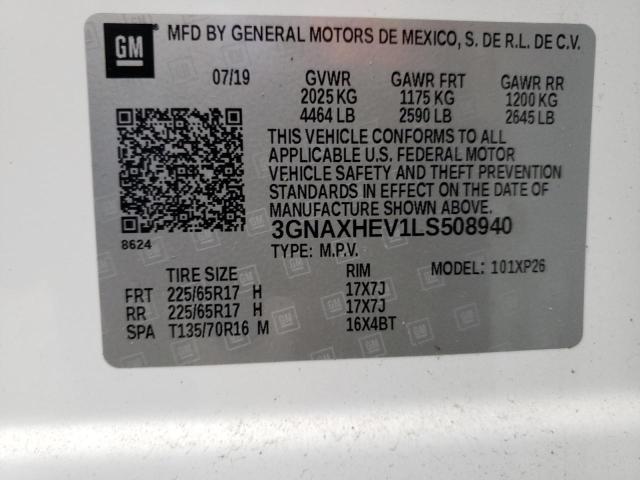 GM MFD BY GENERAL MOTORS DE MEXICO, S. DE R.L. DE C.V.
07/19 GVWR GAWR FRT GAWR RR
2025 KG 1175 KG 1200 KG
4464 LB 2590 LB 2645 LB
THIS VEHICLE CONFORMS TO ALL
APPLICABLE U.S. FEDERAL MOTOR
VEHICLE SAFETY AND THEFT PREVENTION
STANDARDS IN EFFECT ON THE DATE OF
MANUFACTURE SHOWN ABOVE.
8624 3GNAXHEV1LS508940
TYPE: M.P.V.
TIRE SIZE RIM MODEL: 101XP26
FRT 225/65R17 H 17X7J
RR 225/65R17 H 17X7J
SPA T135/70R16 M 16X4BT